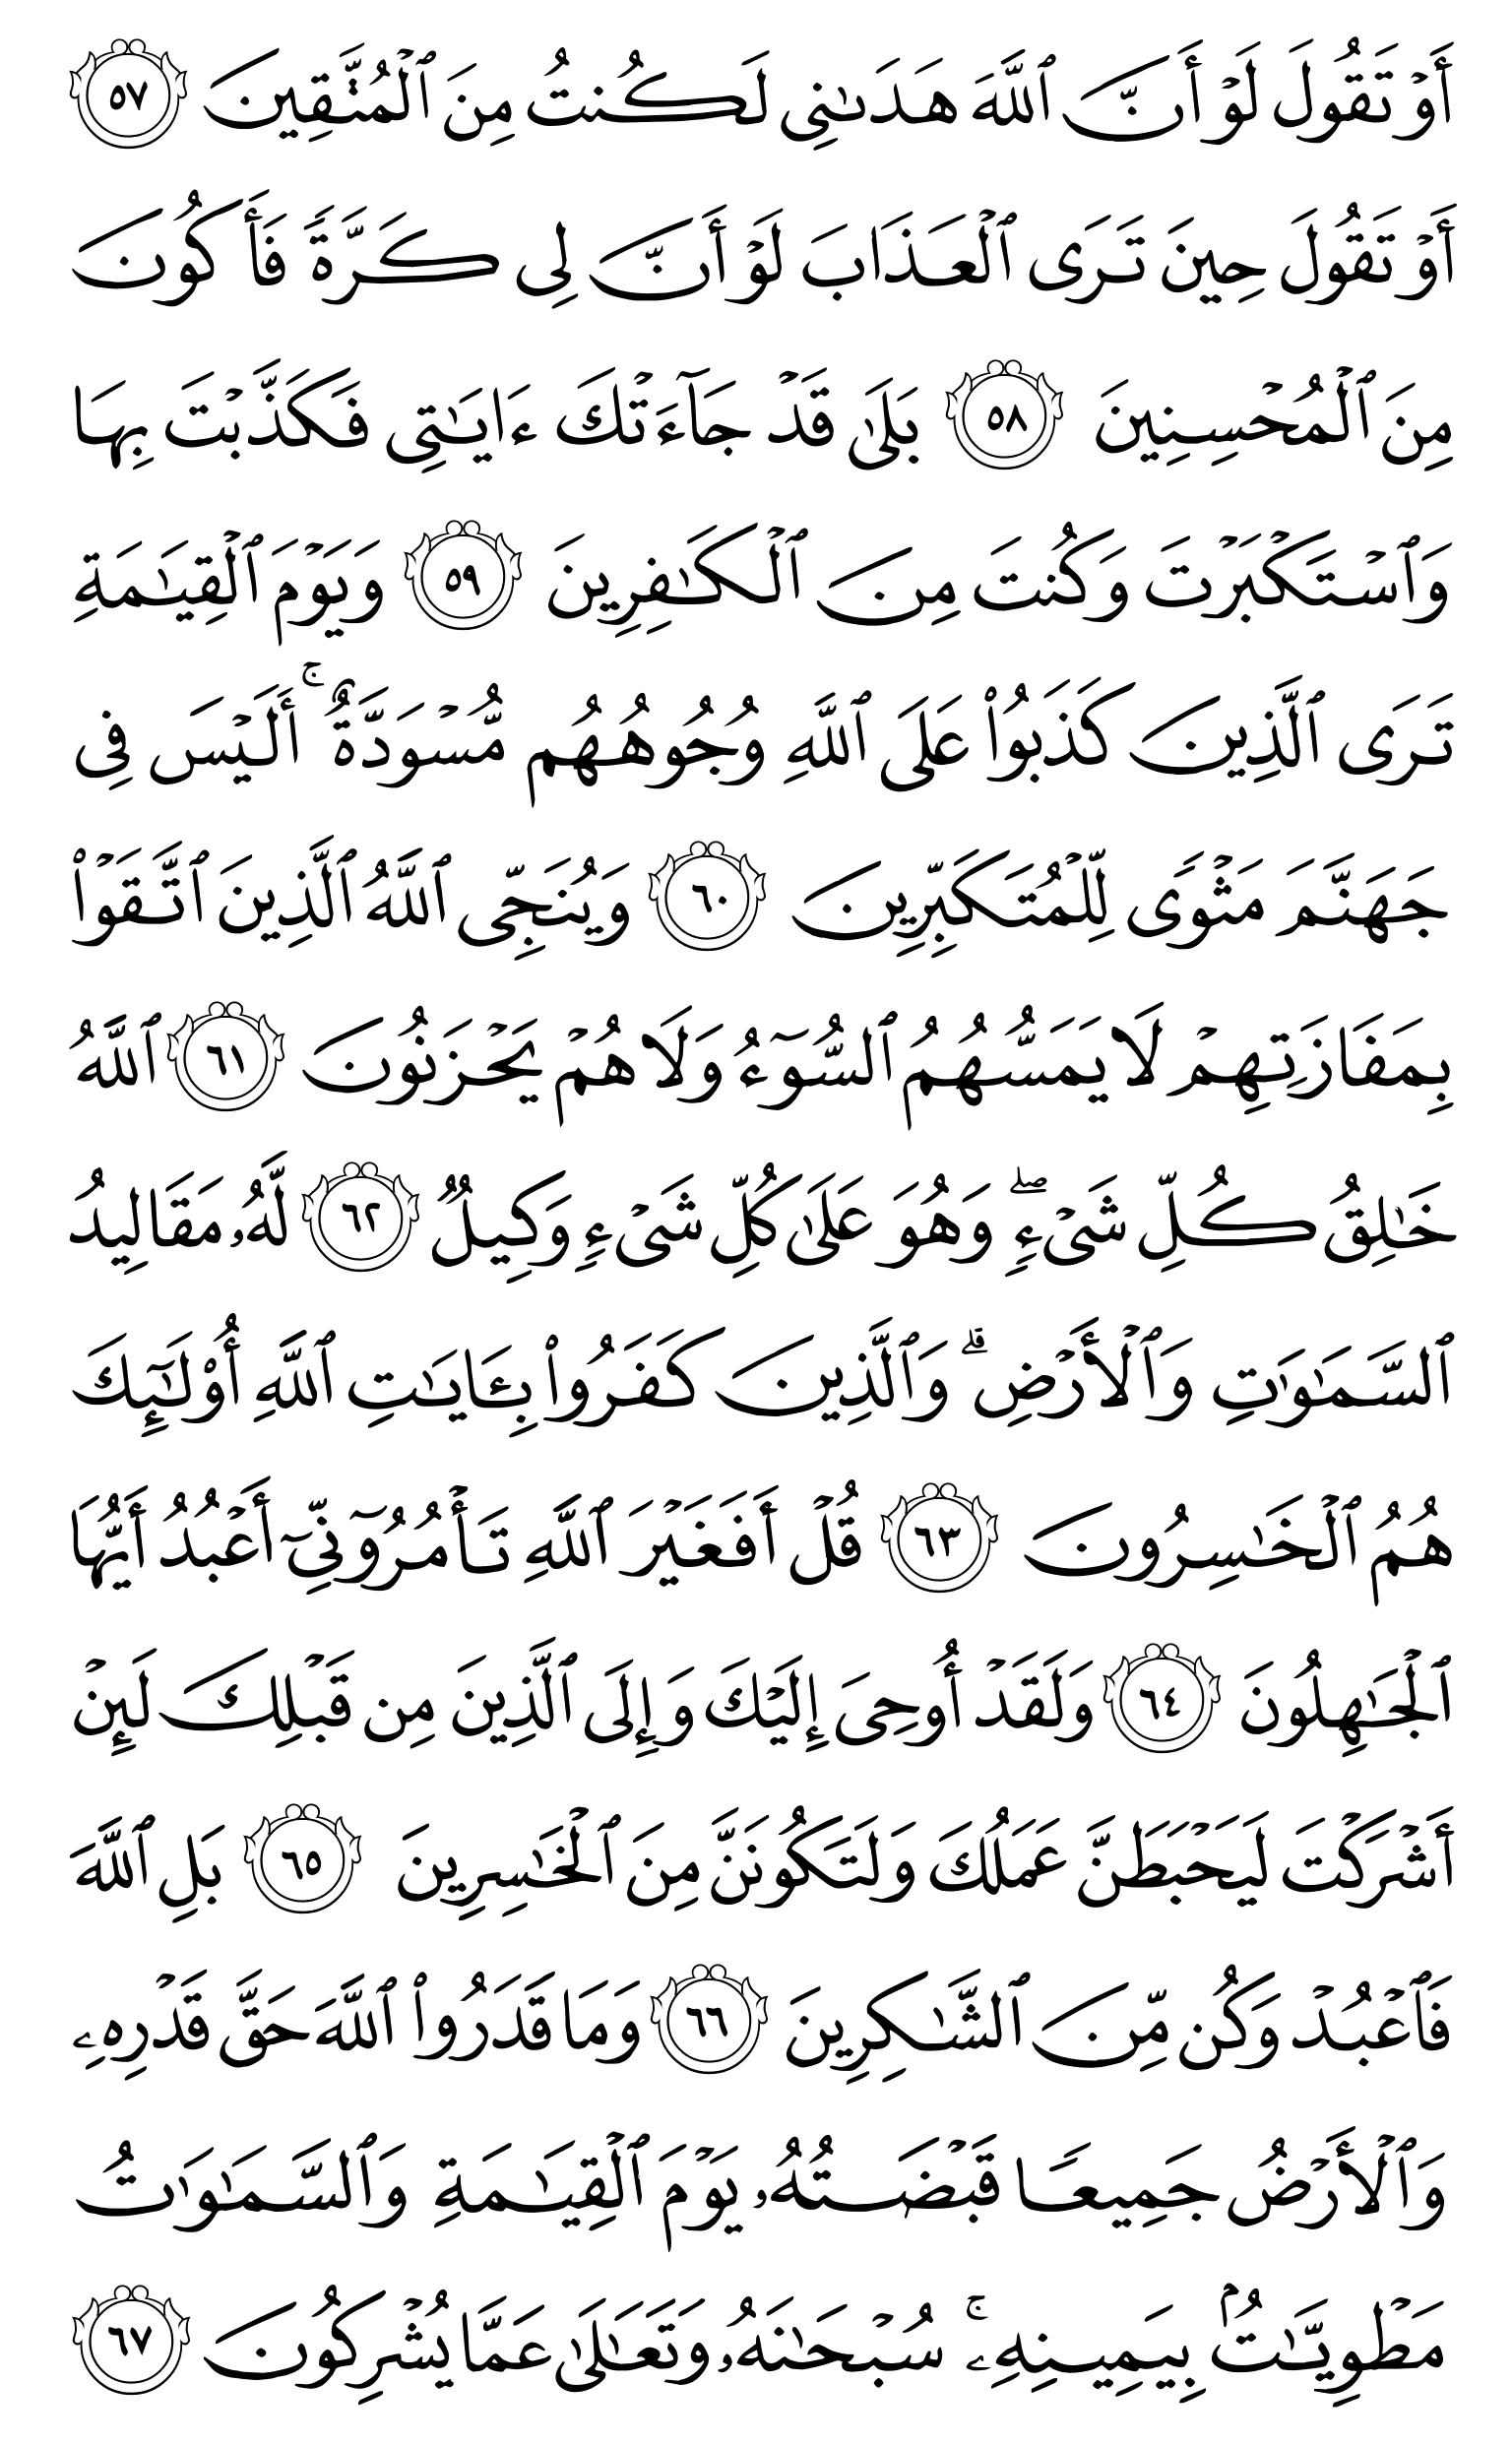 أَوۡ تَقُولَ لَوۡ أَنَّ ٱللَّهَ هَدَىٰنِي لَكُنتُ مِنَ ٱلۡمُتَّقِينَ ٥٧
أَوۡ تَقُولَ حِينَ تَرَى ٱلۡعَذَابَ لَوۡ أَنَّ لِي كَرَّةٗ فَأَكُونَ
مِنَ ٱلۡمُحۡسِنِينَ ٥٨ بَلَىٰ قَدۡ جَآءَتۡكَ ءَايَٰتِي فَكَذَّبۡتَ بِهَا
وَٱسۡتَكۡبَرۡتَ وَكُنتَ مِنَ ٱلۡكَٰفِرِينَ ٥٩ وَيَوۡمَ ٱلۡقِيَٰمَةِ
تَرَى ٱلَّذِينَ كَذَبُواْ عَلَى ٱللَّهِ وُجُوهُهُم مُّسۡوَدَّةٌۚ أَلَيۡسَ فِي
جَهَنَّمَ مَثۡوٗى لِّلۡمُتَكَبِّرِينَ ٦٠ وَيُنَجِّي ٱللَّهُ ٱلَّذِينَ ٱتَّقَوۡاْ
بِمَفَازَتِهِمۡ لَا يَمَسُّهُمُ ٱلسُّوٓءُ وَلَا هُمۡ يَحۡزَنُونَ ٦١ ٱللَّهُ
خَٰلِقُ كُلِّ شَيۡءٖۖ وَهُوَ عَلَىٰ كُلِّ شَيۡءٖ وَكِيلٞ ٦٢ لَّهُۥ مَقَالِيدُ
ٱلسَّمَٰوَٰتِ وَٱلۡأَرۡضِۗ وَٱلَّذِينَ كَفَرُواْ بِـَٔايَٰتِ ٱللَّهِ أُوْلَٰٓئِكَ
هُمُ ٱلۡخَٰسِرُونَ ٦٣ قُلۡ أَفَغَيۡرَ ٱللَّهِ تَأۡمُرُوٓنِّيٓ أَعۡبُدُ أَيُّهَا
ٱلۡجَٰهِلُونَ ٦٤ وَلَقَدۡ أُوحِيَ إِلَيۡكَ وَإِلَى ٱلَّذِينَ مِن قَبۡلِكَ لَئِنۡ
أَشۡرَكۡتَ لَيَحۡبَطَنَّ عَمَلُكَ وَلَتَكُونَنَّ مِنَ ٱلۡخَٰسِرِينَ ٦٥ بَلِ ٱللَّهَ
فَٱعۡبُدۡ وَكُن مِّنَ ٱلشَّٰكِرِينَ ٦٦ وَمَا قَدَرُواْ ٱللَّهَ حَقَّ قَدۡرِهِۦ
وَٱلۡأَرۡضُ جَمِيعٗا قَبۡضَتُهُۥ يَوۡمَ ٱلۡقِيَٰمَةِ وَٱلسَّمَٰوَٰتُ
مَطۡوِيَّٰتُۢ بِيَمِينِهِۦۚ سُبۡحَٰنَهُۥ وَتَعَٰلَىٰ عَمَّا يُشۡرِكُونَ ٦٧